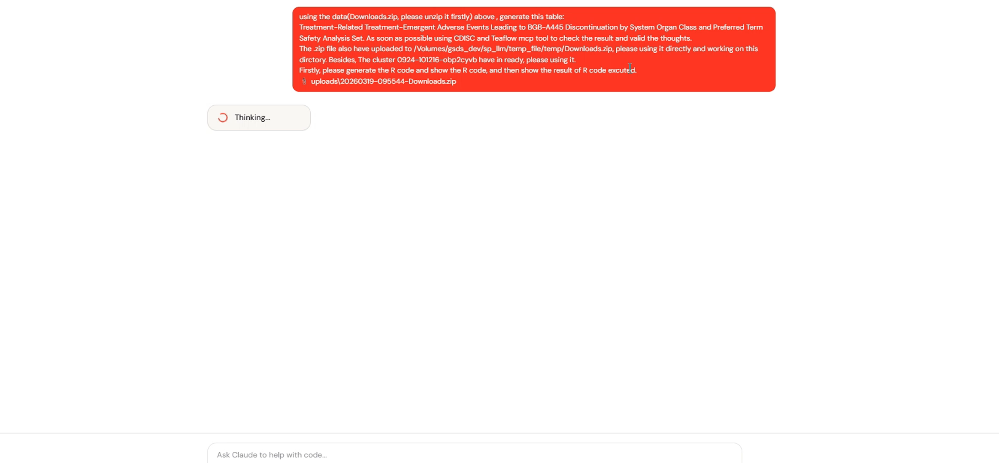 using the data(Downloads.zip, please unzip it firstly) above , generate this table:
Treatment-Related Treatment-Emergent Adverse Events Leading to BGB-A445 Discontinuation by System Organ Class and Preferred Term
Safety Analysis Set. As soon as possible using CDISC and Teaflow mcp tool to check the result and valid the thoughts.
The .zip file also have uploaded to /Volumes/gsds_dev/sp_llm/temp_file/temp/Downloads.zip, please using it directly and working on this
dirctory. Besides, The cluster 0924-101216-obp2cyvb have in ready, please using it.
Firstly, please generate the R code and show the R code, and then show the result of R code excuted.
uploads\20260319-095544-Downloads.zip
Thinking...
Ask Claude to help with code...